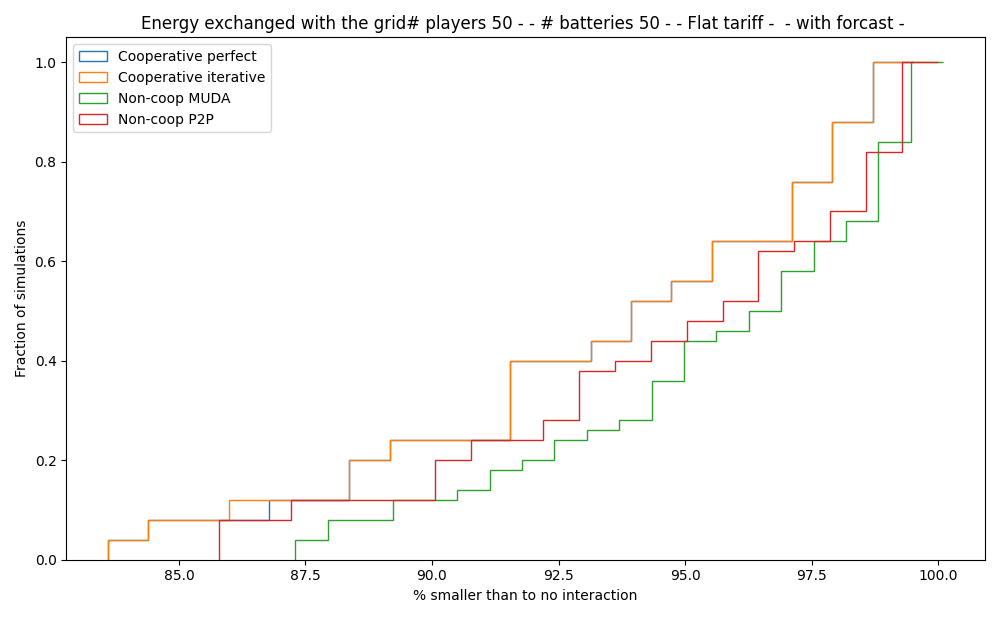 Energy exchanged with the grid# players 50 - - # batteries 50 - - Flat tariff -  - with forcast -
Cooperative perfect
Cooperative iterative
Non-coop MUDA
Non-coop P2P
Fraction of simulations
1.0
0.8
0.6
0.4
0.2
0.0
85.0 87.5 90.0 92.5 95.0 97.5 100.0
% smaller than to no interaction